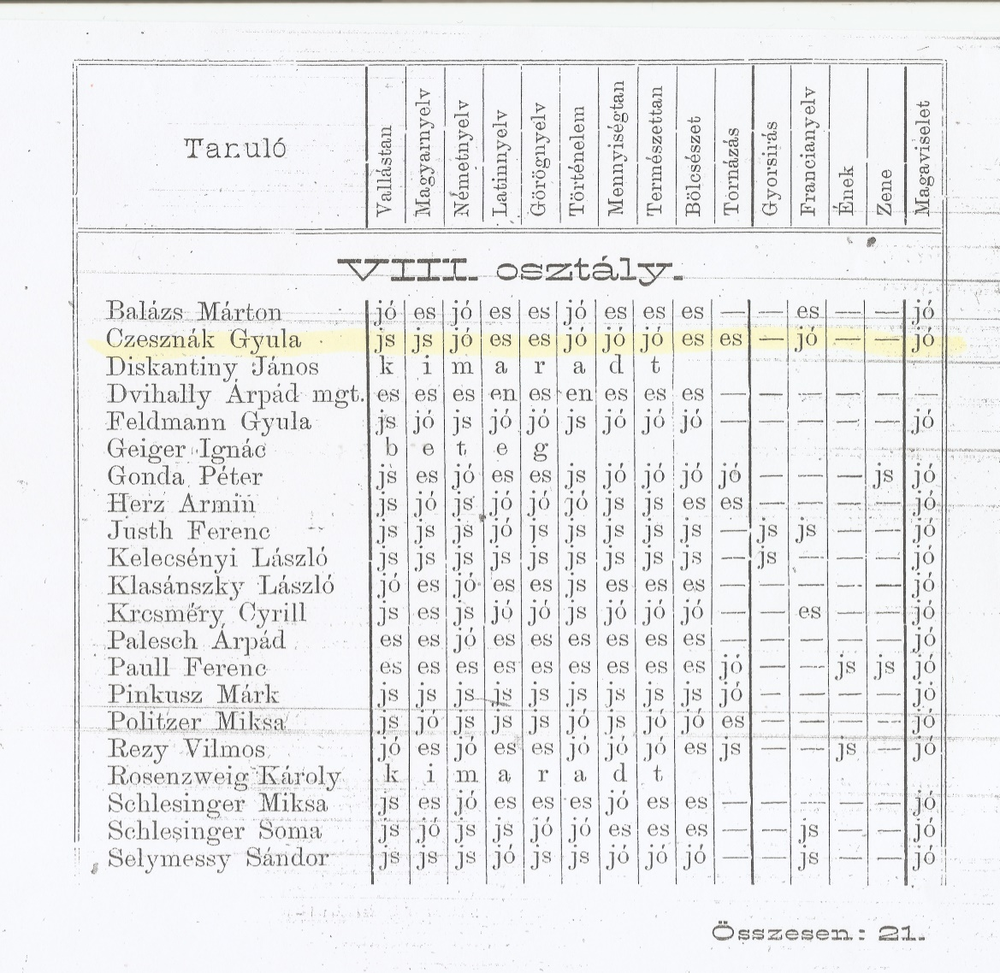 Tanuló Vallástan Magyarnyelv Németnyelv Latinnyelv Görögnyelv Történelem Mennyiségtan Természettan Bölcsészet Tornázás Gyorsirás Francianyelv Ének Zene Magaviselet
VIII. osztály.
Balázs Márton jó es jó es es jó es es es — — es — — jó
Czesznák Gyula js js jó es es jó jó jó es es — jó — — jó
Diskantiny János k i m a r a d t
Dvihally Árpád mgt. es es es en es en es es es — — — — — —
Feldmann Gyula js jó js jó jó js jó jó jó — — — — — jó
Geiger Ignác b e t e g
Gonda Péter js es jó es es js jó jó jó jó — — — js jó
Herz Armin js jó js jó jó jó js js es es — — — — jó
Justh Ferenc js js js jó js js js js js — js js — — jó
Kelecsényi László js js js js js js js js js — js — — — jó
Klasánszky László jó es jó es es js es es es — — — — — jó
Krcsméry Cyrill js es js jó jó js jó jó jó — — es — — jó
Palesch Árpád es es jó es es es es es es — — — — — jó
Paull Ferenc es es es es es es es es es jó — — js js jó
Pinkusz Márk js js js js js js js js js jó — — — — jó
Politzer Miksa js jó js js js jó js jó jó es — — — — jó
Rezy Vilmos jó es jó es es jó jó jó es js — — js — jó
Rosenzweig Károly k i m a r a d t
Schlesinger Miksa js es jó es es es jó es es — — — — — jó
Schlesinger Soma js jó js js jó jó es es es — — js — — jó
Selymessy Sándor js js js jó js js jó jó jó — — js — — jó
Összesen: 21.